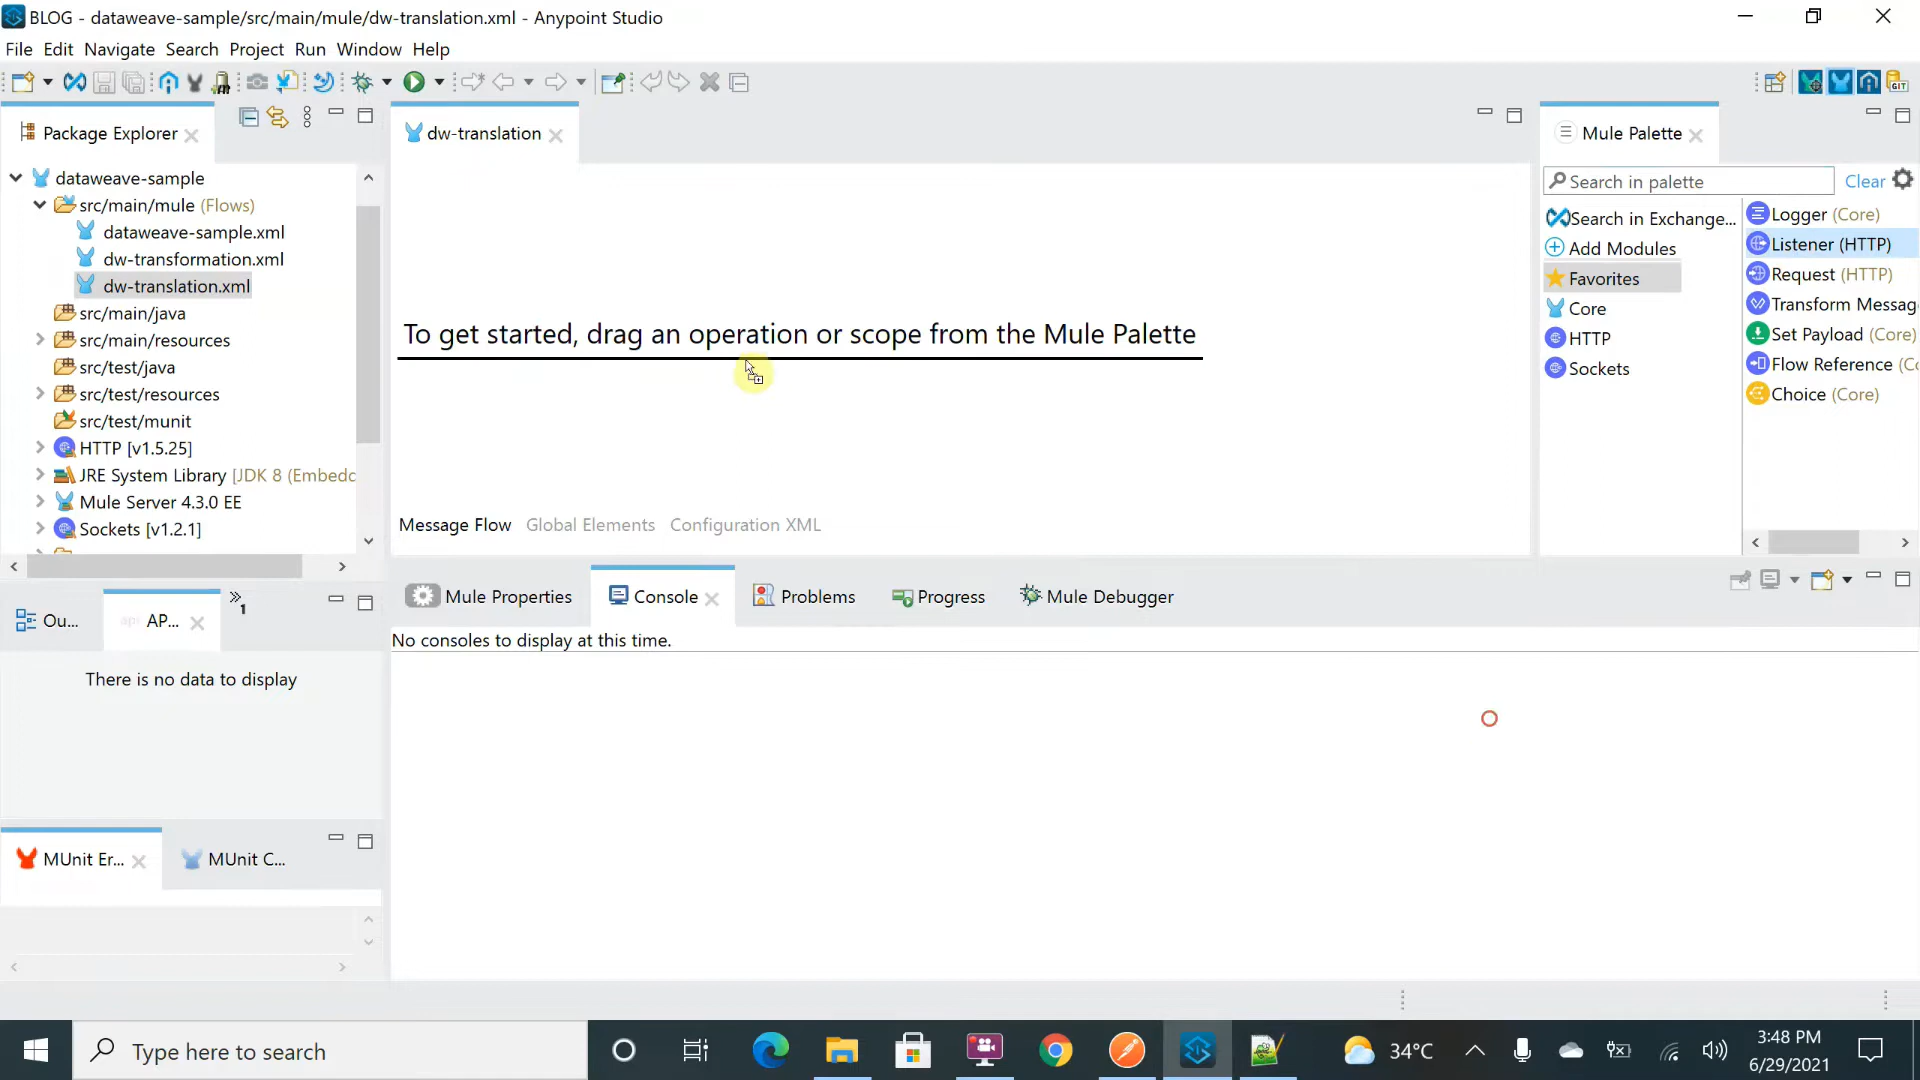 BLOG - dataweave-sample/src/main/mule/dw-translation.xml - Anypoint Studio
File Edit Navigate Search Project Run Window Help
GIT
Package Explorer
dataweave-sample
src/main/mule (Flows)
dataweave-sample.xml
dw-transformation.xml
dw-translation.xml
src/main/java
src/main/resources
src/test/java
src/test/resources
src/test/munit
HTTP [v1.5.25]
JRE System Library [JDK 8 (Embedc
Mule Server 4.3.0 EE
Sockets [v1.2.1]
dw-translation
To get started, drag an operation or scope from the Mule Palette
Message Flow Global Elements Configuration XML
Mule Palette
Search in palette
Clear
Search in Exchange...
Add Modules
Favorites
Core
HTTP
Sockets
Logger (Core)
Listener (HTTP)
Request (HTTP)
Transform Messag
Set Payload (Core)
Flow Reference (Co
Choice (Core)
Ou...
api AP...
1
There is no data to display
MUnit Er...
MUnit C...
Mule Properties
Console
Problems
Progress
Mule Debugger
No consoles to display at this time.
Type here to search
34°C
3:48 PM
6/29/2021